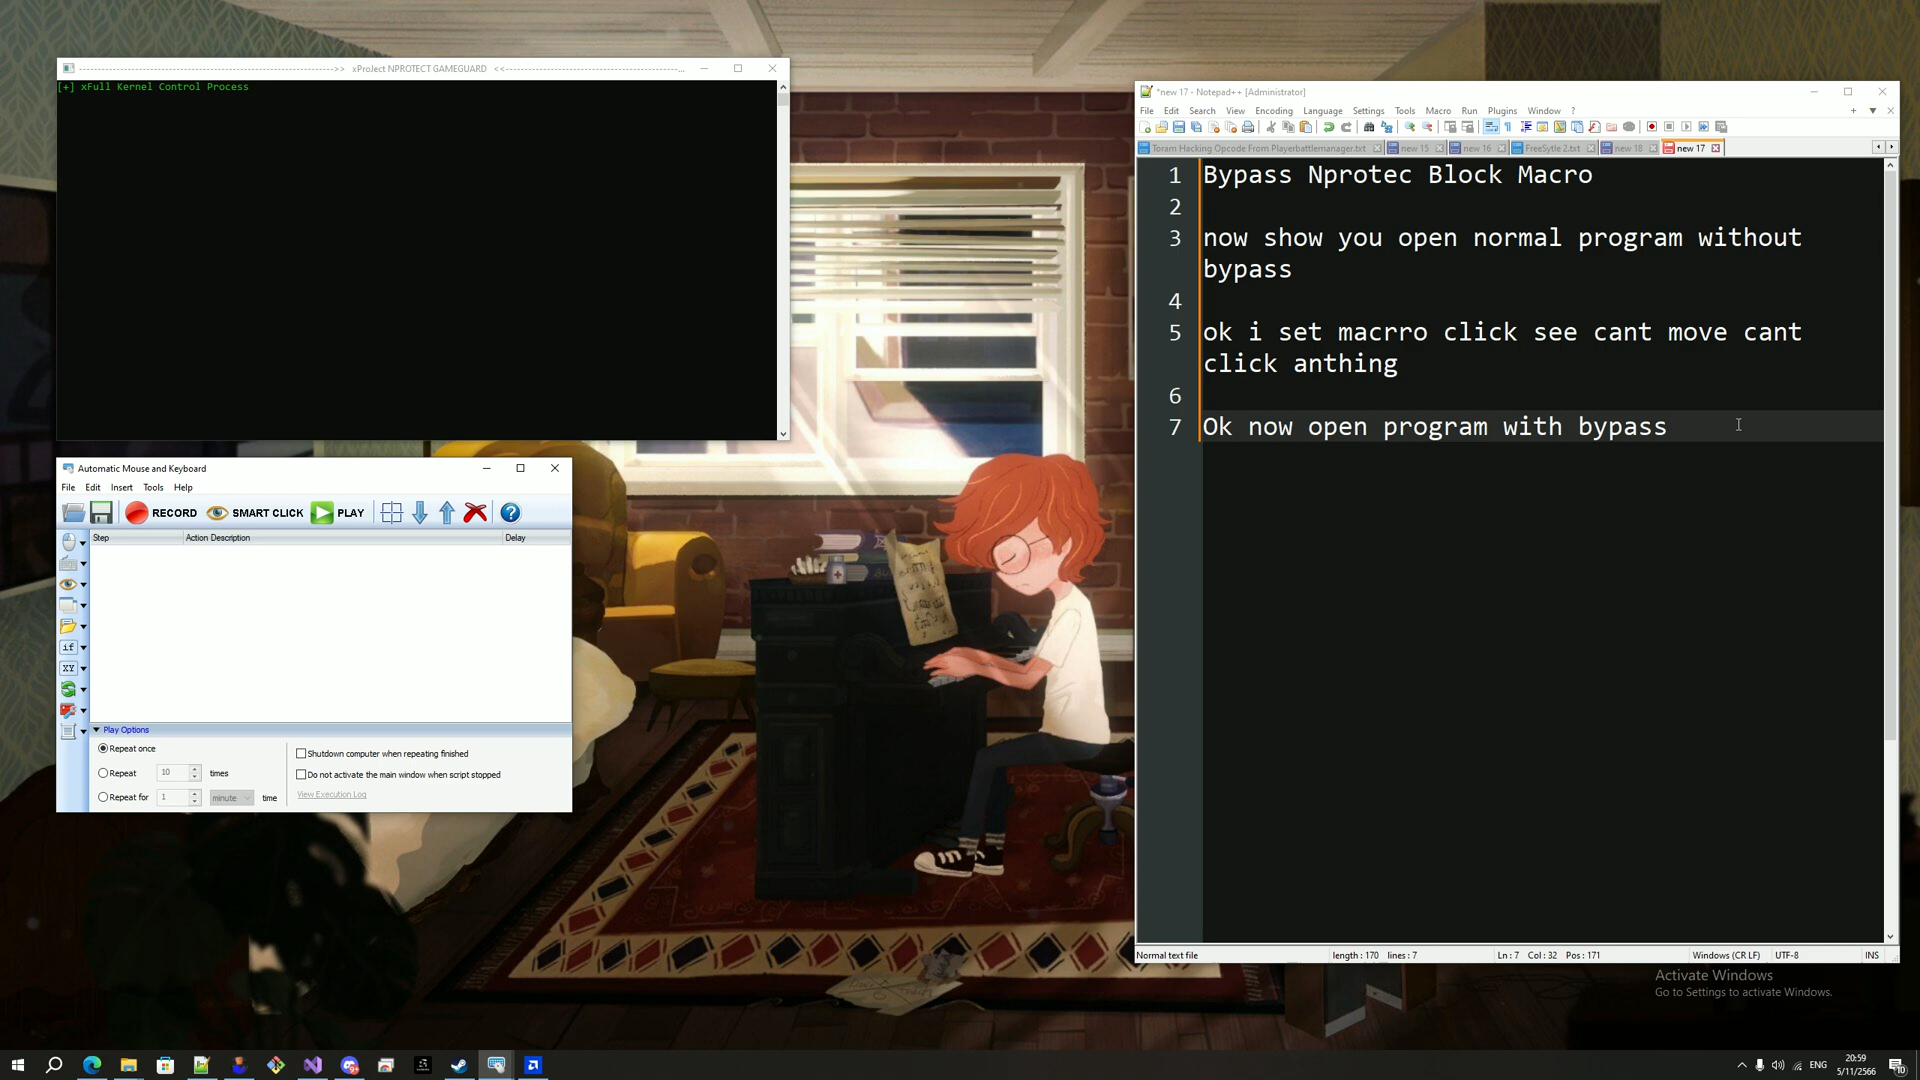 xProject NPROTECT GAMEGUARD
[+] xFull Kernel Control Process
*new 17 - Notepad++ [Administrator]
File Edit Search View Encoding Language Settings Tools Macro Run Plugins Window ?
Toram Hacking Opcode From Playerbattlemanager.txt new 15 new 16 FreeSytle 2.txt new 18 new 17
1 Bypass Nprotec Block Macro
2
3 now show you open normal program without
bypass
4
5 ok i set macrro click see cant move cant
click anthing
6
7 Ok now open program with bypass
Normal text file length : 170 lines : 7 Ln : 7 Col : 32 Pos : 171 Windows (CR LF) UTF-8 INS
Automatic Mouse and Keyboard
File Edit Insert Tools Help
RECORD SMART CLICK PLAY
Step Action Description Delay
if
XY
Play Options
Repeat once
Repeat 10 times
Repeat for 1 minute time
Shutdown computer when repeating finished
Do not activate the main window when script stopped
View Execution Log
Activate Windows
Go to Settings to activate Windows.
ENG
20:59
5/11/2566